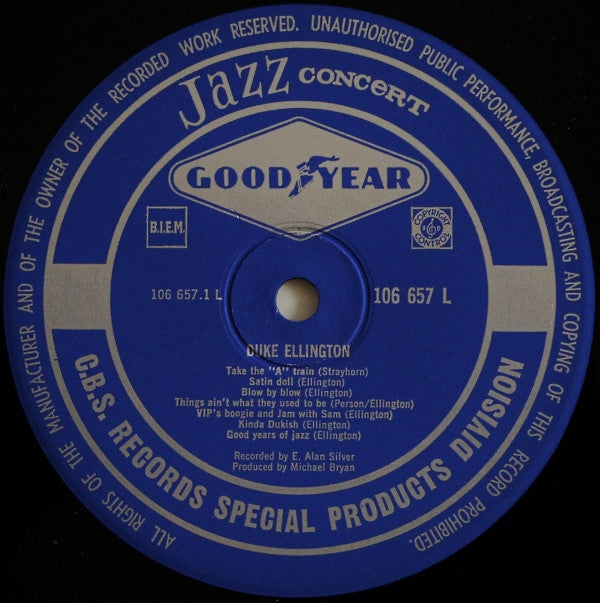 ALL RIGHTS OF THE MANUFACTURER AND OF THE OWNER OF THE RECORDED WORK RESERVED. UNAUTHORISED PUBLIC PERFORMANCE, BROADCASTING AND COPYING OF THIS RECORD PROHIBITED.
Jazz CONCERT
GOOD YEAR
B.I.E.M.
COPYRIGHT
CONTROL
106 657.1 L
106 657 L
DUKE ELLINGTON
Take the "A" train (Strayhorn)
Satin doll (Ellington)
Blow by blow (Ellington)
Things ain't what they used to be (Person/Ellington)
VIP's boogie and Jam with Sam (Ellington)
Kinda Dukish (Ellington)
Good years of jazz (Ellington)
Recorded by E. Alan Silver
Produced by Michael Bryan
C.B.S. RECORDS SPECIAL PRODUCTS DIVISION